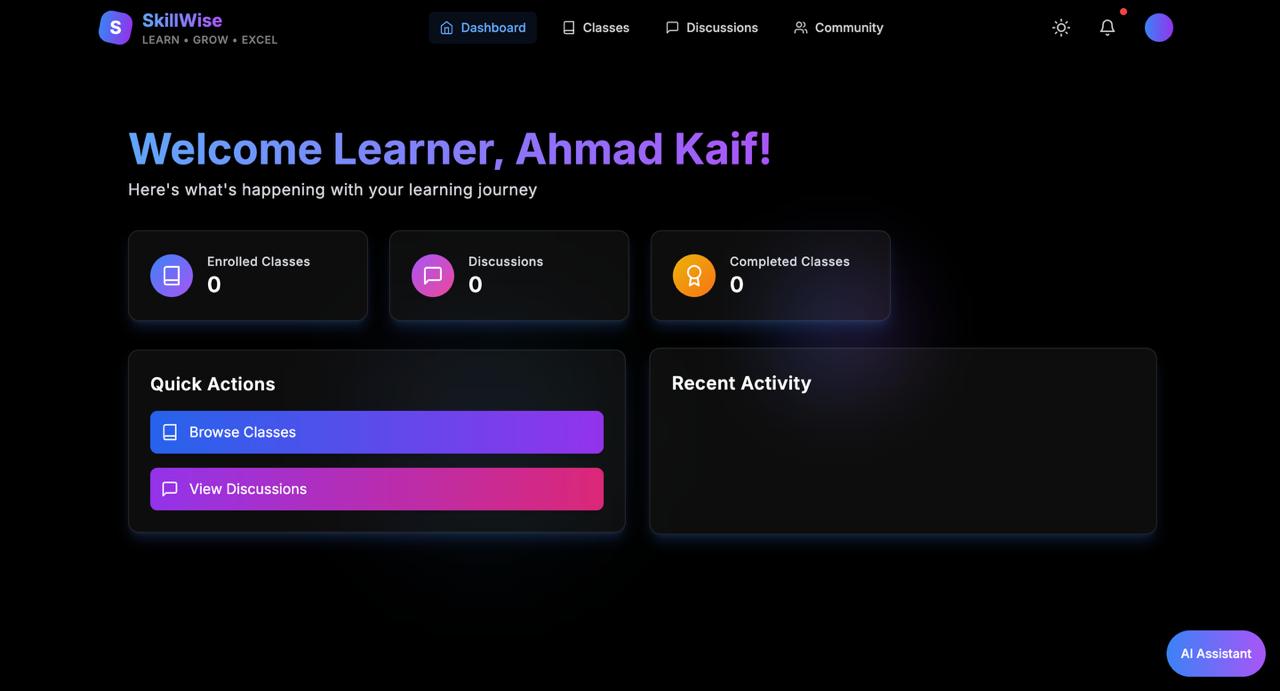 S
SkillWise
LEARN • GROW • EXCEL
Dashboard
Classes
Discussions
Community
Welcome Learner, Ahmad Kaif!
Here's what's happening with your learning journey
Enrolled Classes
0
Discussions
0
Completed Classes
0
Quick Actions
Browse Classes
View Discussions
Recent Activity
AI Assistant